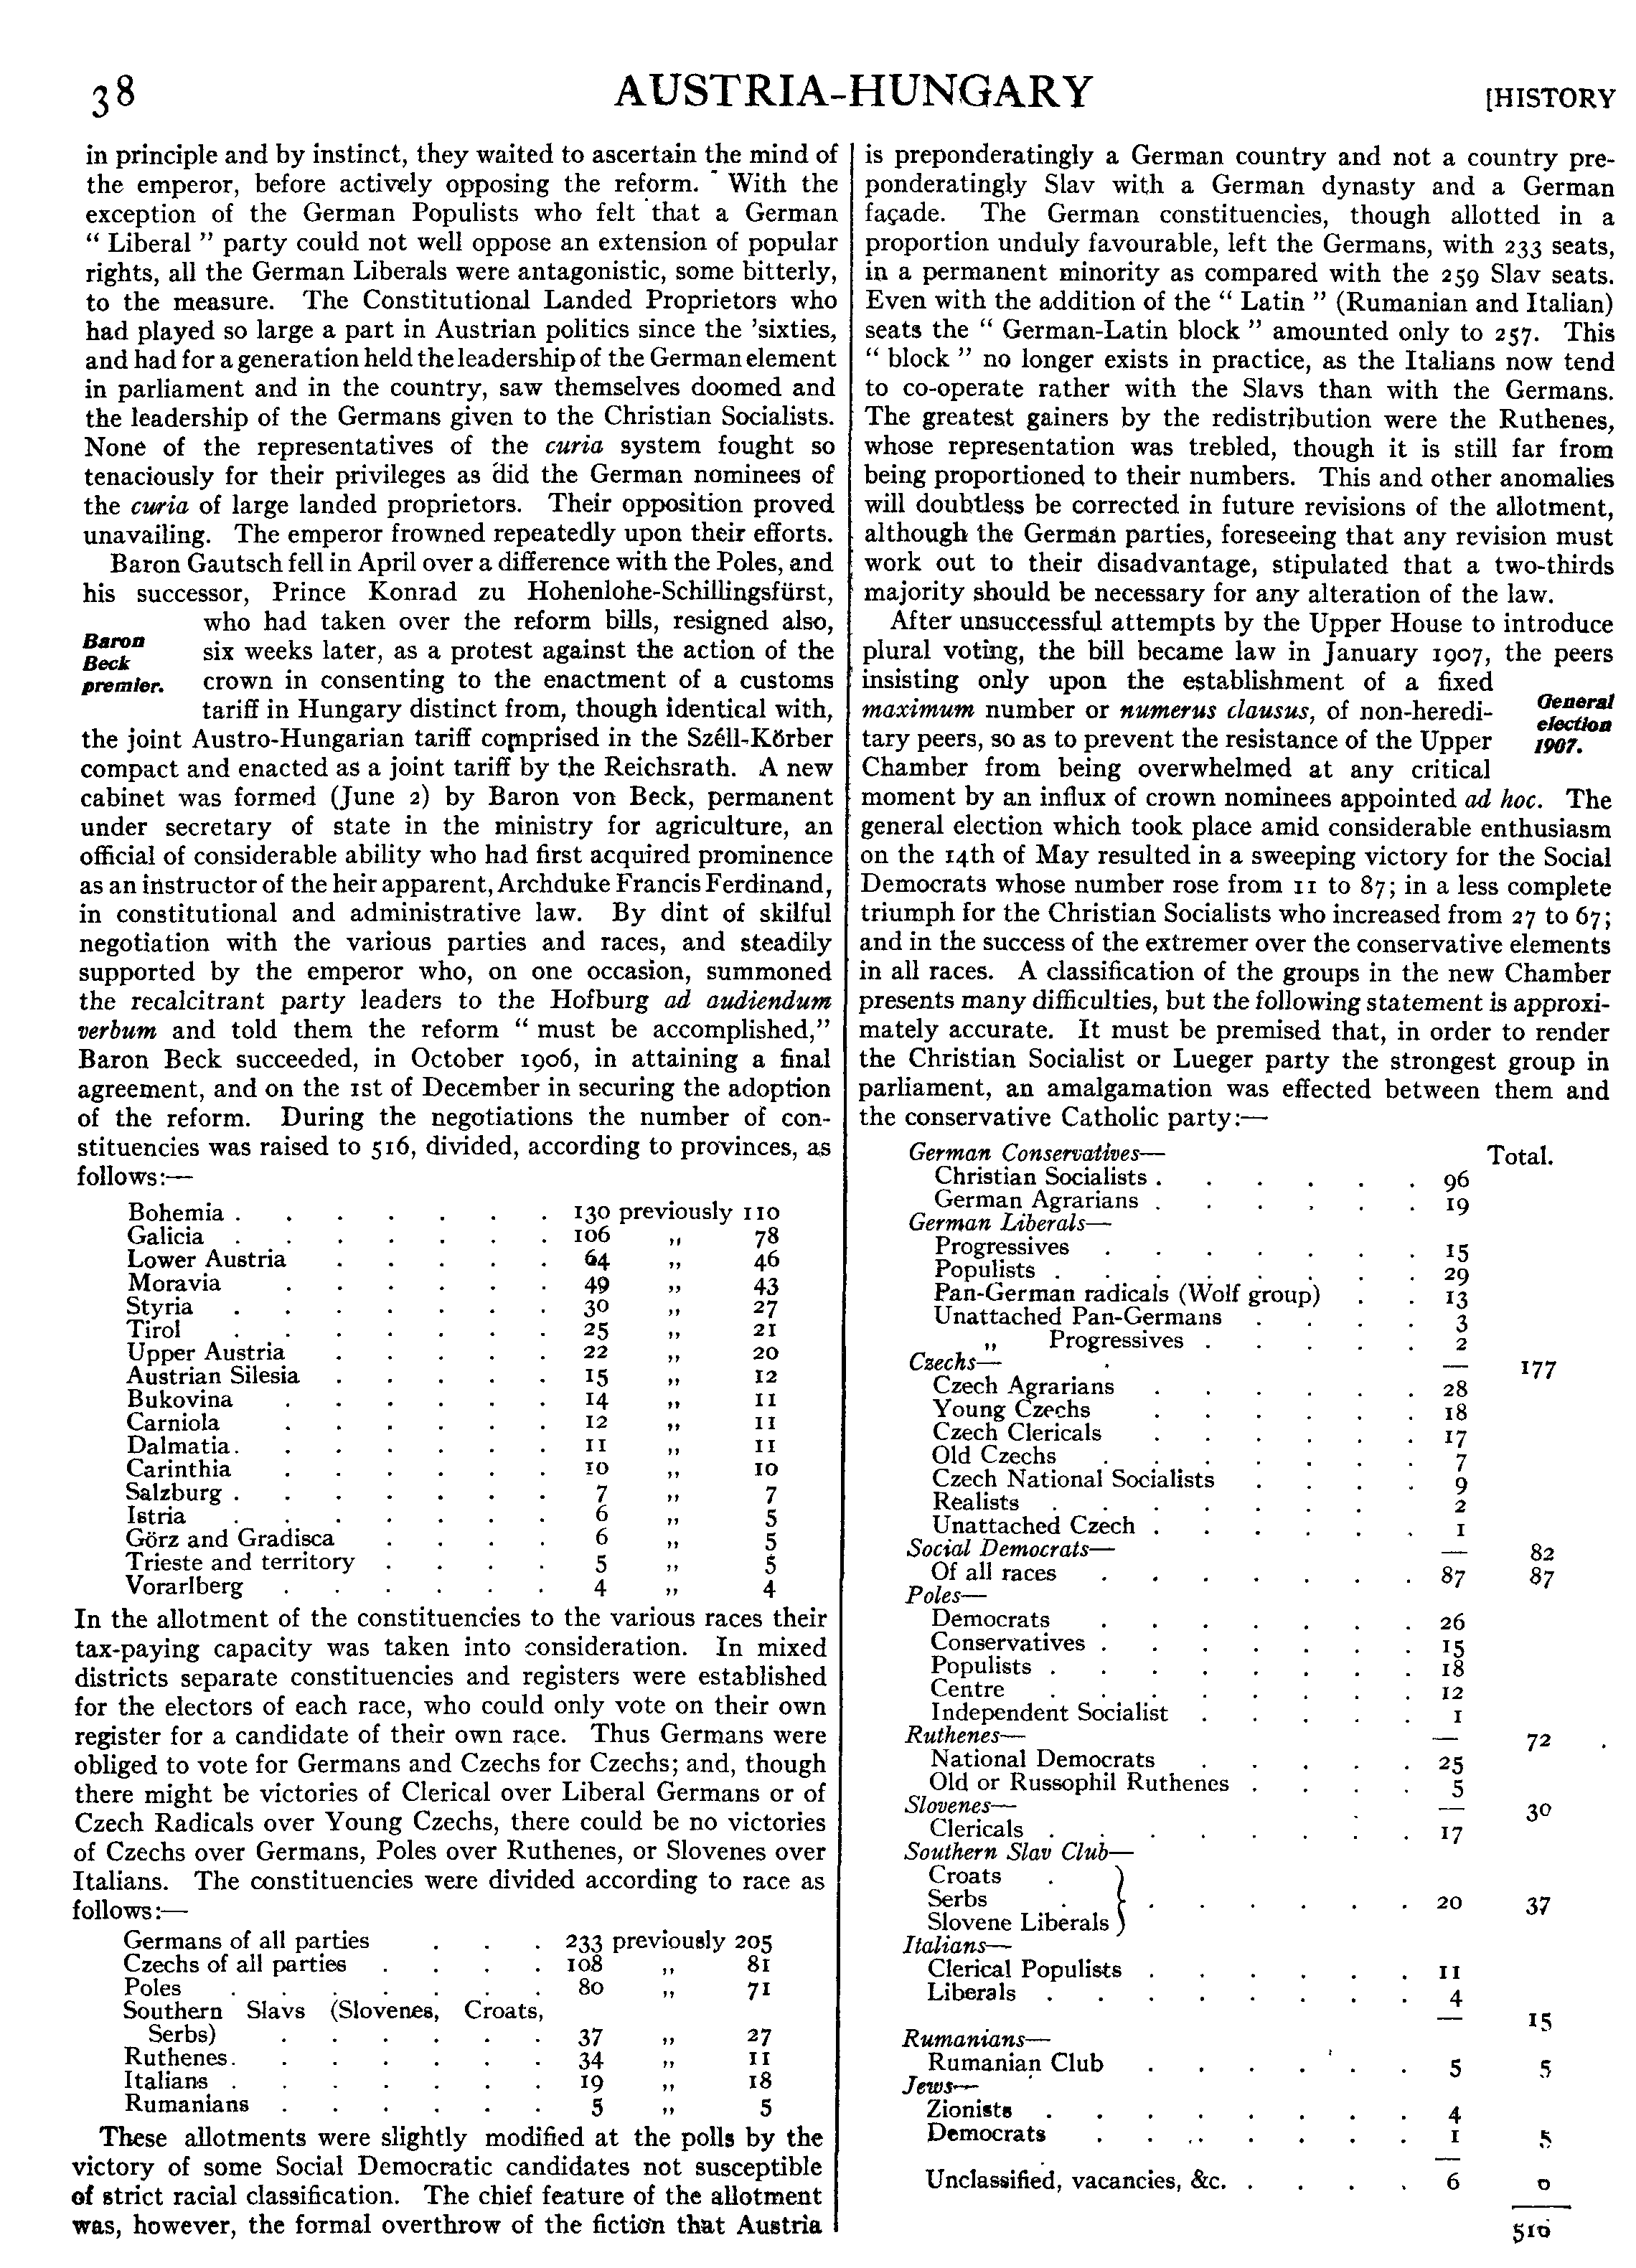 38
AUSTRIA-HUNGARY
[HISTORY
in principle and by instinct, they waited to ascertain the mind of
the emperor, before actively opposing the reform. With the
exception of the German Populists who felt that a German
“ Liberal ” party could not well oppose an extension of popular
rights, all the German Liberals were antagonistic, some bitterly,
to the measure. The Constitutional Landed Proprietors who
had played so large a part in Austrian politics since the ’sixties,
and had for a generation held the leadership of the German element
in parliament and in the country, saw themselves doomed and
the leadership of the Germans given to the Christian Socialists.
None of the representatives of the curia system fought so
tenaciously for their privileges as did the German nominees of
the curia of large landed proprietors. Their opposition proved
unavailing. The emperor frowned repeatedly upon their efforts.
Baron Gautsch fell in April over a difference with the Poles, and
his successor, Prince Konrad zu Hohenlohe-Schillingsfürst,
Baron
Beck
premier.
who had taken over the reform bills, resigned also,
six weeks later, as a protest against the action of the
crown in consenting to the enactment of a customs
tariff in Hungary distinct from, though identical with,
the joint Austro-Hungarian tariff comprised in the Széll-Körber
compact and enacted as a joint tariff by the Reichsrath. A new
cabinet was formed (June 2) by Baron von Beck, permanent
under secretary of state in the ministry for agriculture, an
official of considerable ability who had first acquired prominence
as an instructor of the heir apparent, Archduke Francis Ferdinand,
in constitutional and administrative law. By dint of skilful
negotiation with the various parties and races, and steadily
supported by the emperor who, on one occasion, summoned
the recalcitrant party leaders to the Hofburg ad audiendum
verbum and told them the reform “ must be accomplished,”
Baron Beck succeeded, in October 1906, in attaining a final
agreement, and on the 1st of December in securing the adoption
of the reform. During the negotiations the number of con-
stituencies was raised to 516, divided, according to provinces, as
follows:—
Bohemia . . . . . . . 130 previously 110
Galicia . . . . . . . 106 ,, 78
Lower Austria . . . . . 64 ,, 46
Moravia . . . . . . 49 ,, 43
Styria . . . . . . . 30 ,, 27
Tirol . . . . . . . 25 ,, 21
Upper Austria . . . . . 22 ,, 20
Austrian Silesia . . . . . 15 ,, 12
Bukovina . . . . . . 14 ,, 11
Carniola . . . . . . 12 ,, 11
Dalmatia . . . . . . . 11 ,, 11
Carinthia . . . . . . 10 ,, 10
Salzburg . . . . . . . 7 ,, 7
Istria . . . . . . . 6 ,, 5
Görz and Gradisca . . . . 6 ,, 5
Trieste and territory . . . . 5 ,, 5
Vorarlberg . . . . . . 4 ,, 4
In the allotment of the constituencies to the various races their
tax-paying capacity was taken into consideration. In mixed
districts separate constituencies and registers were established
for the electors of each race, who could only vote on their own
register for a candidate of their own race. Thus Germans were
obliged to vote for Germans and Czechs for Czechs; and, though
there might be victories of Clerical over Liberal Germans or of
Czech Radicals over Young Czechs, there could be no victories
of Czechs over Germans, Poles over Ruthenes, or Slovenes over
Italians. The constituencies were divided according to race as
follows:—
Germans of all parties . . . 233 previously 205
Czechs of all parties . . . . 108 ,, 81
Poles . . . . . . . 80 ,, 71
Southern Slavs (Slovenes, Croats,
Serbs) . . . . . . 37 ,, 27
Ruthenes . . . . . . . 34 ,, 11
Italians . . . . . . . 19 ,, 18
Rumanians . . . . . . 5 ,, 5
These allotments were slightly modified at the polls by the
victory of some Social Democratic candidates not susceptible
of strict racial classification. The chief feature of the allotment
was, however, the formal overthrow of the fiction that Austria
is preponderatingly a German country and not a country pre-
ponderatingly Slav with a German dynasty and a German
façade. The German constituencies, though allotted in a
proportion unduly favourable, left the Germans, with 233 seats,
in a permanent minority as compared with the 259 Slav seats.
Even with the addition of the “ Latin ” (Rumanian and Italian)
seats the “ German-Latin block ” amounted only to 257. This
“ block ” no longer exists in practice, as the Italians now tend
to co-operate rather with the Slavs than with the Germans.
The greatest gainers by the redistribution were the Ruthenes,
whose representation was trebled, though it is still far from
being proportioned to their numbers. This and other anomalies
will doubtless be corrected in future revisions of the allotment,
although the German parties, foreseeing that any revision must
work out to their disadvantage, stipulated that a two-thirds
majority should be necessary for any alteration of the law.
After unsuccessful attempts by the Upper House to introduce
plural voting, the bill became law in January 1907, the peers
insisting only upon the establishment of a fixed
General
election
1907.
maximum number or numerus clausus, of non-heredi-
tary peers, so as to prevent the resistance of the Upper
Chamber from being overwhelmed at any critical
moment by an influx of crown nominees appointed ad hoc. The
general election which took place amid considerable enthusiasm
on the 14th of May resulted in a sweeping victory for the Social
Democrats whose number rose from 11 to 87; in a less complete
triumph for the Christian Socialists who increased from 27 to 67;
and in the success of the extremer over the conservative elements
in all races. A classification of the groups in the new Chamber
presents many difficulties, but the following statement is approxi-
mately accurate. It must be premised that, in order to render
the Christian Socialist or Lueger party the strongest group in
parliament, an amalgamation was effected between them and
the conservative Catholic party:—
German Conservatives— Total.
Christian Socialists . . . . . . 96
German Agrarians . . . . . . 19
German Liberals—
Progressives . . . . . . . 15
Populists . . . . . . . . 29
Pan-German radicals (Wolf group) . . 13
Unattached Pan-Germans . . . . 3
,, Progressives . . . . . 2
Czechs— — 177
Czech Agrarians . . . . . . 28
Young Czechs . . . . . . 18
Czech Clericals . . . . . . 17
Old Czechs . . . . . . . 7
Czech National Socialists . . . . 9
Realists . . . . . . . . 2
Unattached Czech . . . . . . 1
Social Democrats— — 82
Of all races . . . . . . . 87 87
Poles—
Democrats . . . . . . . 26
Conservatives . . . . . . . 15
Populists . . . . . . . . 18
Centre . . . . . . . . 12
Independent Socialist . . . . . 1
Ruthenes— — 72
National Democrats . . . . . 25
Old or Russophil Ruthenes . . . . 5
Slovenes— — 30
Clericals . . . . . . . . 17
Southern Slav Club—
Croats .
Serbs . } . . . . . . 20 37
Slovene Liberals
Italians—
Clerical Populists . . . . . . 11
Liberals . . . . . . . . 4
— 15
Rumanians—
Rumanian Club . . . . . . 5 5
Jews—
Zionists . . . . . . . . 4
Democrats . . . . . . . 1 5
—
Unclassified, vacancies, &c. . . . . 6 0
510